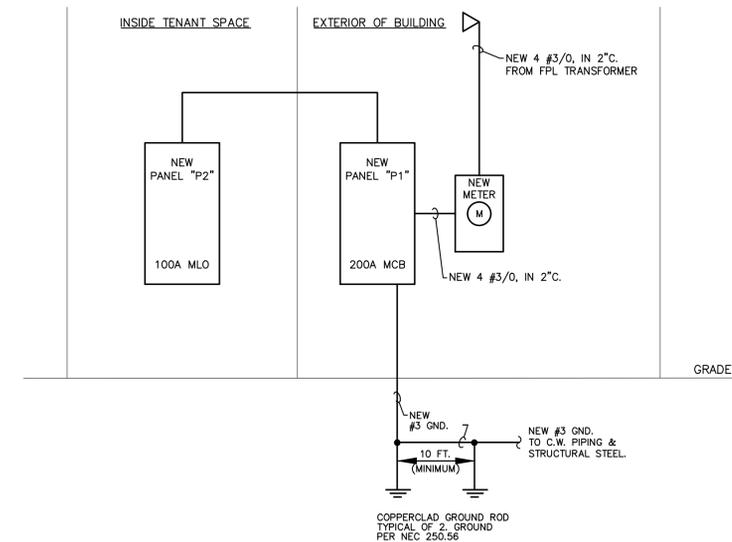 INSIDE TENANT SPACE
EXTERIOR OF BUILDING
NEW 4 #3/0, IN 2"C.
FROM FPL TRANSFORMER
NEW
PANEL "P2"
100A MLO
NEW
PANEL "P1"
200A MCB
NEW
METER
M
NEW 4 #3/0, IN 2"C.
GRADE
NEW
#3 GND.
7
10 FT.
(MINIMUM)
NEW #3 GND.
TO C.W. PIPING &
STRUCTURAL STEEL.
COPPERCLAD GROUND ROD
TYPICAL OF 2. GROUND
PER NEC 250.56